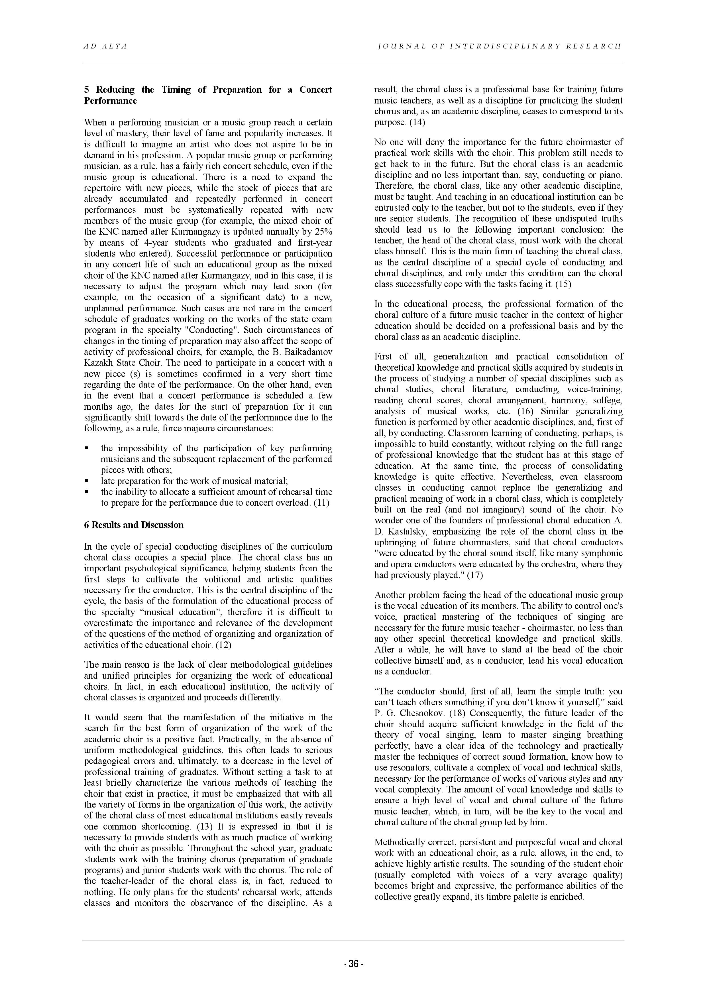 AD ALTA
JOURNAL OF INTERDISCIPLINARY RESEARCH
5 Reducing the Timing of Preparation for a Concert
Performance
When a performing musician or a music group reach a certain
level of mastery, their level of fame and popularity increases. It
is difficult to imagine an artist who does not aspire to be in
demand in his profession. A popular music group or performing
musician, as a rule, has a fairly rich concert schedule, even if the
music group is educational. There is a need to expand the
repertoire with new pieces, while the stock of pieces that are
already accumulated and repeatedly performed in concert
performances must be systematically repeated with new
members of the music group (for example, the mixed choir of
the KNC named after Kurmangazy is updated annually by 25%
by means of 4-year students who graduated and first-year
students who entered). Successful performance or participation
in any concert life of such an educational group as the mixed
choir of the KNC named after Kurmangazy, and in this case, it is
necessary to adjust the program which may lead soon (for
example, on the occasion of a significant date) to a new,
unplanned performance. Such cases are not rare in the concert
schedule of graduates working on the works of the state exam
program in the specialty "Conducting". Such circumstances of
changes in the timing of preparation may also affect the scope of
activity of professional choirs, for example, the B. Baikadamov
Kazakh State Choir. The need to participate in a concert with a
new piece (s) is sometimes confirmed in a very short time
regarding the date of the performance. On the other hand, even
in the event that a concert performance is scheduled a few
months ago, the dates for the start of preparation for it can
significantly shift towards the date of the performance due to the
following, as a rule, force majeure circumstances:
▪ the impossibility of the participation of key performing
musicians and the subsequent replacement of the performed
pieces with others;
▪ late preparation for the work of musical material;
▪ the inability to allocate a sufficient amount of rehearsal time
to prepare for the performance due to concert overload. (11)
6 Results and Discussion
In the cycle of special conducting disciplines of the curriculum
choral class occupies a special place. The choral class has an
important psychological significance, helping students from the
first steps to cultivate the volitional and artistic qualities
necessary for the conductor. This is the central discipline of the
cycle, the basis of the formulation of the educational process of
the specialty “musical education”, therefore it is difficult to
overestimate the importance and relevance of the development
of the questions of the method of organizing and organization of
activities of the educational choir. (12)
The main reason is the lack of clear methodological guidelines
and unified principles for organizing the work of educational
choirs. In fact, in each educational institution, the activity of
choral classes is organized and proceeds differently.
It would seem that the manifestation of the initiative in the
search for the best form of organization of the work of the
academic choir is a positive fact. Practically, in the absence of
uniform methodological guidelines, this often leads to serious
pedagogical errors and, ultimately, to a decrease in the level of
professional training of graduates. Without setting a task to at
least briefly characterize the various methods of teaching the
choir that exist in practice, it must be emphasized that with all
the variety of forms in the organization of this work, the activity
of the choral class of most educational institutions easily reveals
one common shortcoming. (13) It is expressed in that it is
necessary to provide students with as much practice of working
with the choir as possible. Throughout the school year, graduate
students work with the training chorus (preparation of graduate
programs) and junior students work with the chorus. The role of
the teacher-leader of the choral class is, in fact, reduced to
nothing. He only plans for the students' rehearsal work, attends
classes and monitors the observance of the discipline. As a
result, the choral class is a professional base for training future
music teachers, as well as a discipline for practicing the student
chorus and, as an academic discipline, ceases to correspond to its
purpose. (14)
No one will deny the importance for the future choirmaster of
practical work skills with the choir. This problem still needs to
get back to in the future. But the choral class is an academic
discipline and no less important than, say, conducting or piano.
Therefore, the choral class, like any other academic discipline,
must be taught. And teaching in an educational institution can be
entrusted only to the teacher, but not to the students, even if they
are senior students. The recognition of these undisputed truths
should lead us to the following important conclusion: the
teacher, the head of the choral class, must work with the choral
class himself. This is the main form of teaching the choral class,
as the central discipline of a special cycle of conducting and
choral disciplines, and only under this condition can the choral
class successfully cope with the tasks facing it. (15)
In the educational process, the professional formation of the
choral culture of a future music teacher in the context of higher
education should be decided on a professional basis and by the
choral class as an academic discipline.
First of all, generalization and practical consolidation of
theoretical knowledge and practical skills acquired by students in
the process of studying a number of special disciplines such as
choral studies, choral literature, conducting, voice-training,
reading choral scores, choral arrangement, harmony, solfege,
analysis of musical works, etc. (16) Similar generalizing
function is performed by other academic disciplines, and, first of
all, by conducting. Classroom learning of conducting, perhaps, is
impossible to build constantly, without relying on the full range
of professional knowledge that the student has at this stage of
education. At the same time, the process of consolidating
knowledge is quite effective. Nevertheless, even classroom
classes in conducting cannot replace the generalizing and
practical meaning of work in a choral class, which is completely
built on the real (and not imaginary) sound of the choir. No
wonder one of the founders of professional choral education A.
D. Kastalsky, emphasizing the role of the choral class in the
upbringing of future choirmasters, said that choral conductors
"were educated by the choral sound itself, like many symphonic
and opera conductors were educated by the orchestra, where they
had previously played." (17)
Another problem facing the head of the educational music group
is the vocal education of its members. The ability to control one's
voice, practical mastering of the techniques of singing are
necessary for the future music teacher - choirmaster, no less than
any other special theoretical knowledge and practical skills.
After a while, he will have to stand at the head of the choir
collective himself and, as a conductor, lead his vocal education
as a conductor.
“The conductor should, first of all, learn the simple truth: you
can’t teach others something if you don’t know it yourself,” said
P. G. Chesnokov. (18) Consequently, the future leader of the
choir should acquire sufficient knowledge in the field of the
theory of vocal singing, learn to master singing breathing
perfectly, have a clear idea of the technology and practically
master the techniques of correct sound formation, know how to
use resonators, cultivate a complex of vocal and technical skills,
necessary for the performance of works of various styles and any
vocal complexity. The amount of vocal knowledge and skills to
ensure a high level of vocal and choral culture of the future
music teacher, which, in turn, will be the key to the vocal and
choral culture of the choral group led by him.
Methodically correct, persistent and purposeful vocal and choral
work with an educational choir, as a rule, allows, in the end, to
achieve highly artistic results. The sounding of the student choir
(usually completed with voices of a very average quality)
becomes bright and expressive, the performance abilities of the
collective greatly expand, its timbre palette is enriched.
- 36 -